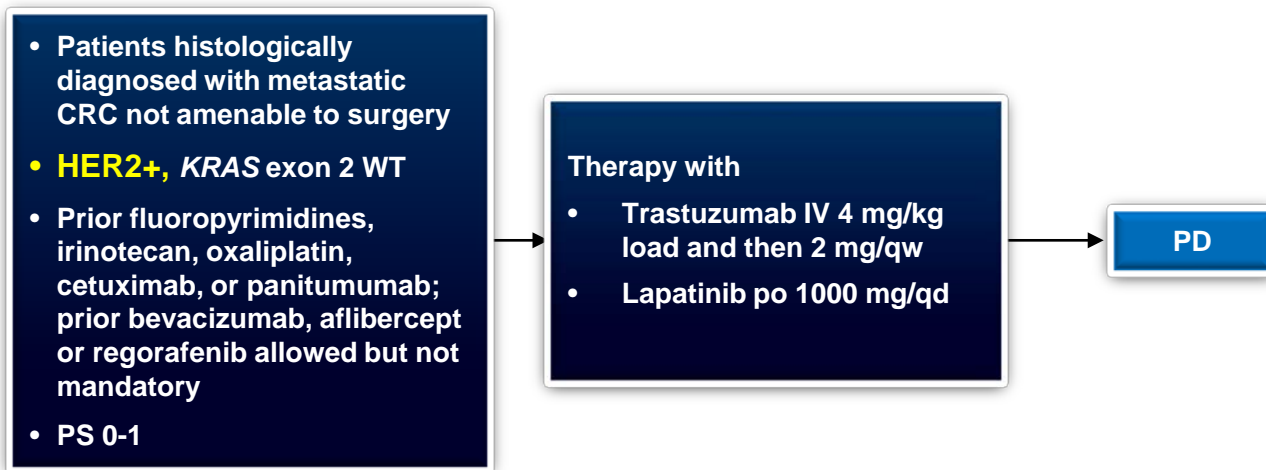 • Patients histologically
diagnosed with metastatic
CRC not amenable to surgery
• HER2+, KRAS exon 2 WT
• Prior fluoropyrimidines,
irinotecan, oxaliplatin,
cetuximab, or panitumumab;
prior bevacizumab, aflibercept
or regorafenib allowed but not
mandatory
• PS 0-1
Therapy with
• Trastuzumab IV 4 mg/kg
load and then 2 mg/qw
• Lapatinib po 1000 mg/qd
PD